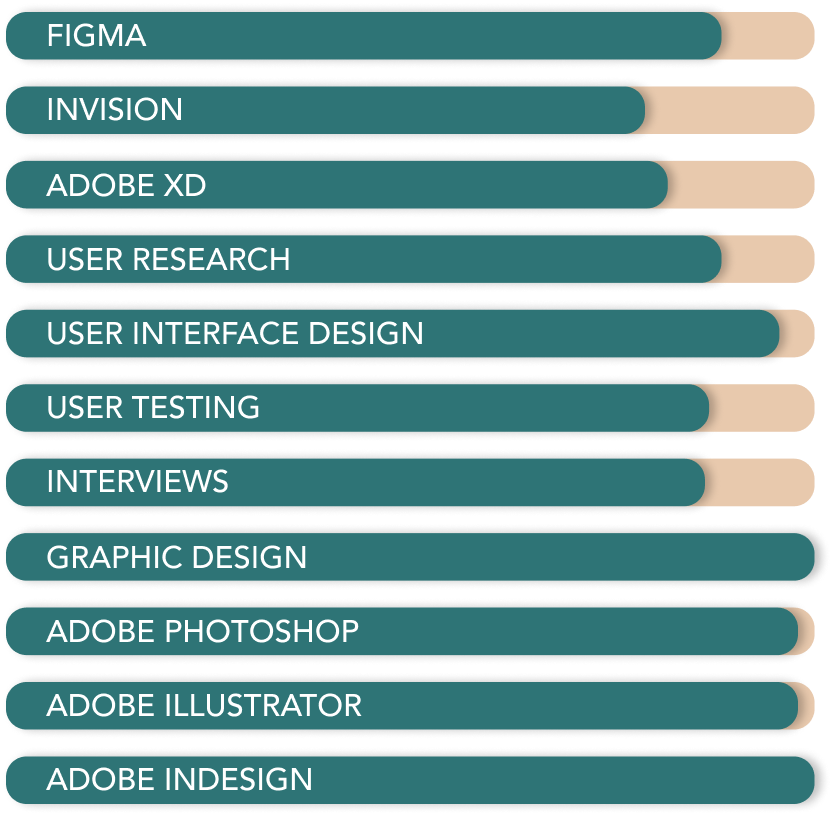 FIGMA
INVISION
ADOBE XD
USER RESEARCH
USER INTERFACE DESIGN
USER TESTING
INTERVIEWS
GRAPHIC DESIGN
ADOBE PHOTOSHOP
ADOBE ILLUSTRATOR
ADOBE INDESIGN